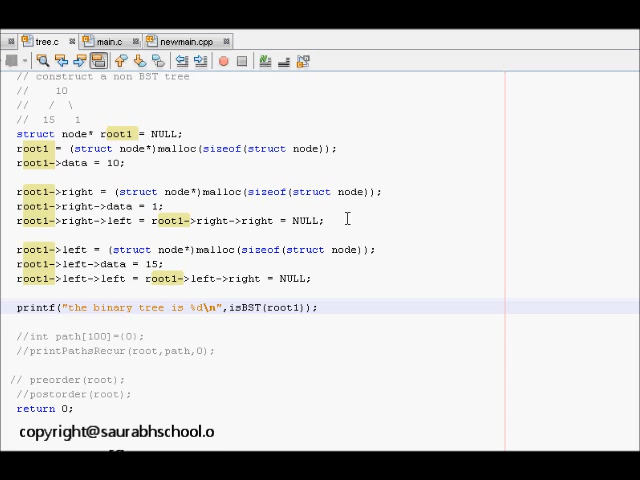 tree.c main.c newmain.cpp
// construct a non BST tree
// 10
// / \
// 15 1
struct node* root1 = NULL;
root1 = (struct node*)malloc(sizeof(struct node));
root1->data = 10;
root1->right = (struct node*)malloc(sizeof(struct node));
root1->right->data = 1;
root1->right->left = root1->right->right = NULL;
root1->left = (struct node*)malloc(sizeof(struct node));
root1->left->data = 15;
root1->left->left = root1->left->right = NULL;
printf("the binary tree is %d\n",isBST(root1));
//int path[100]={0};
//printPathsRecur(root,path,0);
// preorder(root);
//postorder(root);
return 0;
copyright@saurabhschool.o